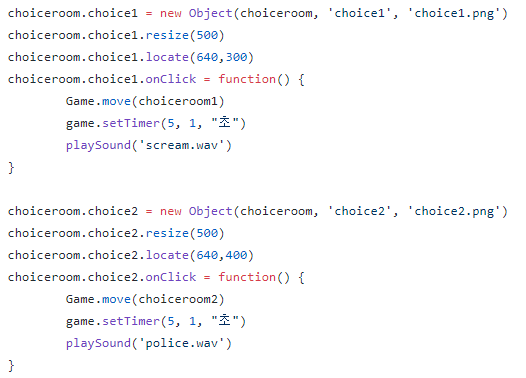 choiceroom.choice1 = new Object(choiceroom, 'choice1', 'choice1.png')
choiceroom.choice1.resize(500)
choiceroom.choice1.locate(640,300)
choiceroom.choice1.onClick = function() {
Game.move(choiceroom1)
game.setTimer(5, 1, "초")
playSound('scream.wav')
}
choiceroom.choice2 = new Object(choiceroom, 'choice2', 'choice2.png')
choiceroom.choice2.resize(500)
choiceroom.choice2.locate(640,400)
choiceroom.choice2.onClick = function() {
Game.move(choiceroom2)
game.setTimer(5, 1, "초")
playSound('police.wav')
}